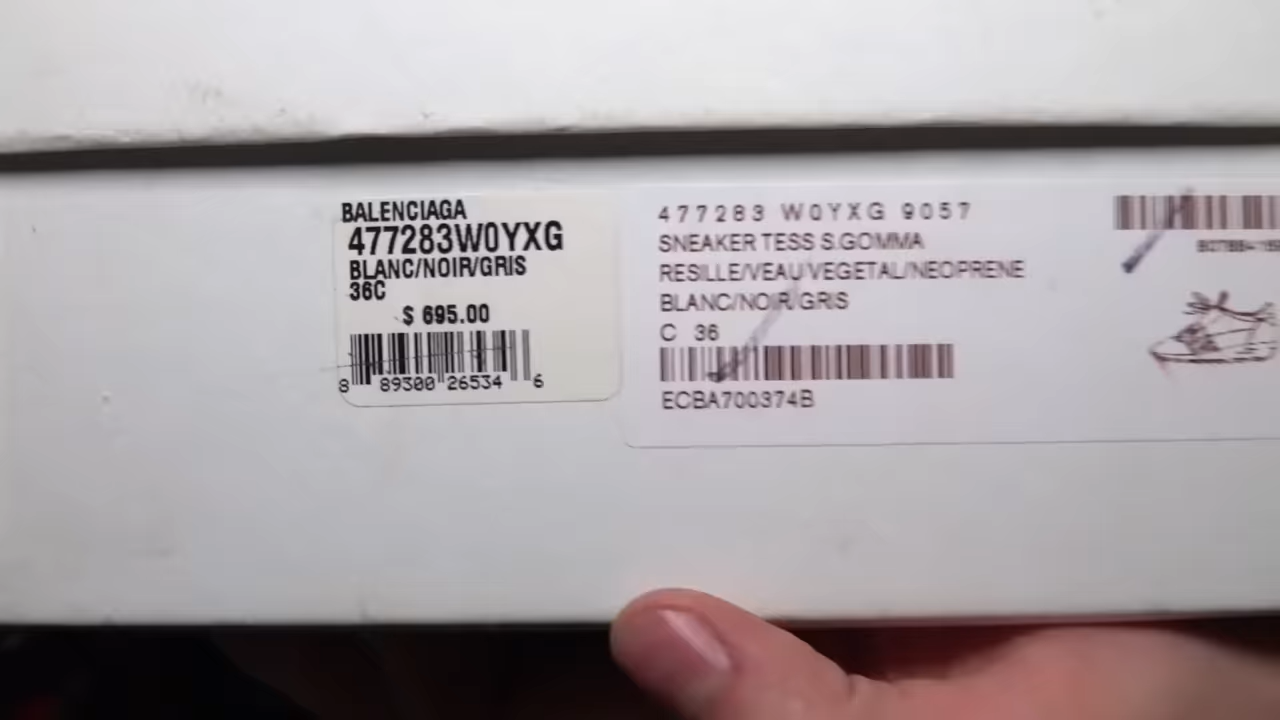 BALENCIAGA
477283W0YXG
BLANC/NOIR/GRIS
36C
$ 695.00
8 89300 26534 6
477283 W0YXG 9057
SNEAKER TESS S.GOMMA
RESILLE/VEAU VEGETAL/NEOPRENE
BLANC/NOIR/GRIS
C 36
ECBA700374B